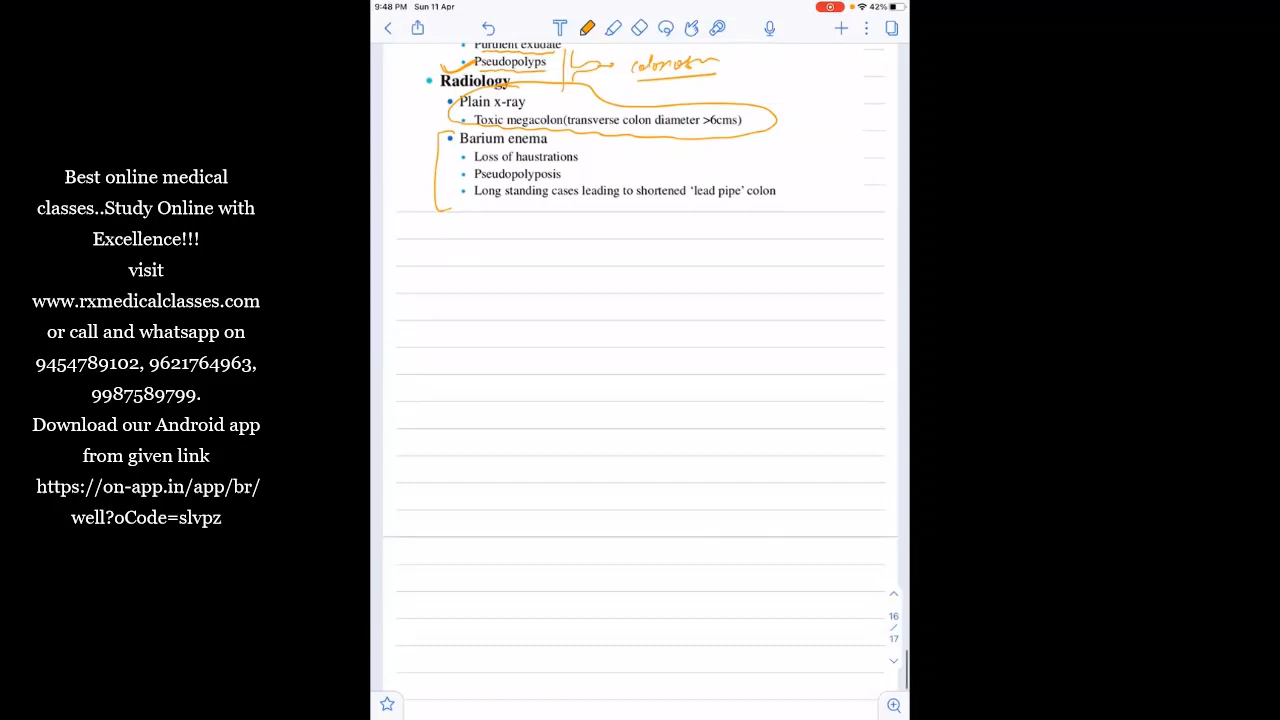 9:48 PM Sun 11 Apr
42%
Best online medical
classes..Study Online with
Excellence!!!
visit
www.rxmedicalclasses.com
or call and whatsapp on
9454789102, 9621764963,
9987589799.
Download our Android app
from given link
https://on-app.in/app/br/
well?oCode=slvpz
• Purulent exudate
• Pseudopolyps
• Radiology
• Plain x-ray
• Toxic megacolon(transverse colon diameter >6cms)
• Barium enema
• Loss of haustrations
• Pseudopolyposis
• Long standing cases leading to shortened ‘lead pipe’ colon
16
/
17